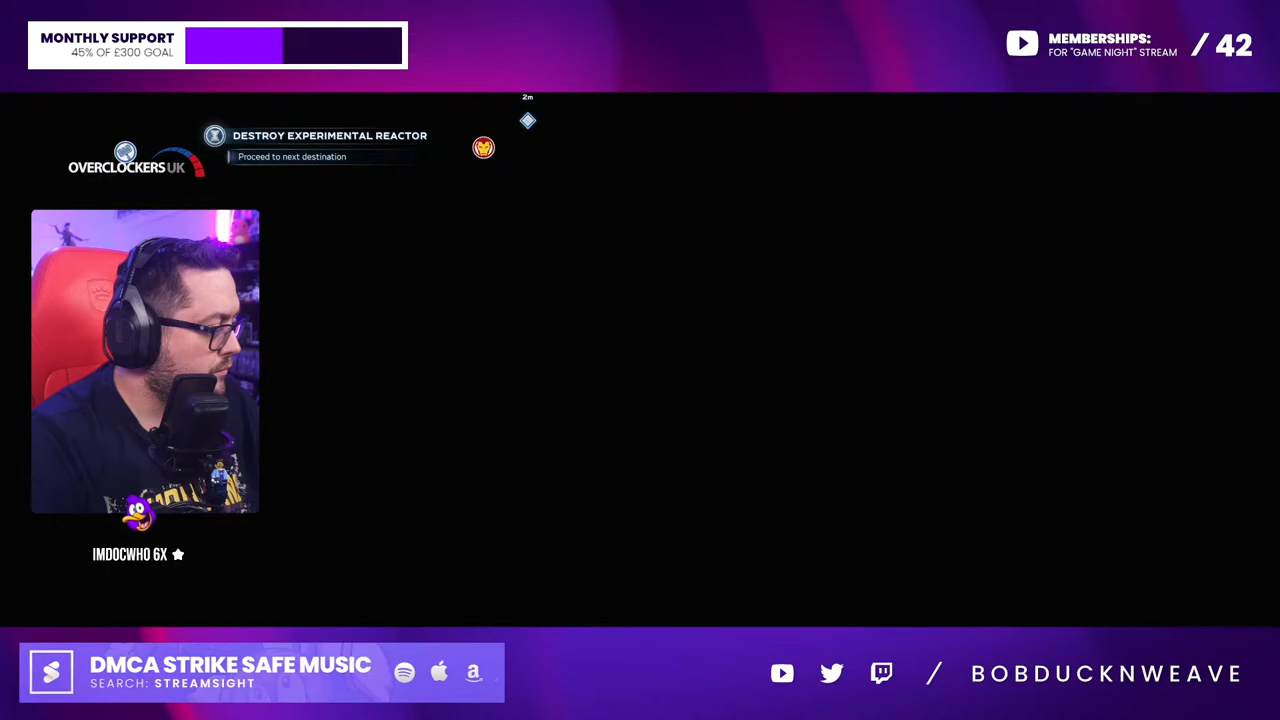 MONTHLY SUPPORT
45% OF £300 GOAL
MEMBERSHIPS:
FOR "GAME NIGHT" STREAM
/ 42
2m
DESTROY EXPERIMENTAL REACTOR
Proceed to next destination
OVERCLOCKERS UK
IMDOCWHO 6X
DMCA STRIKE SAFE MUSIC
SEARCH: STREAMSIGHT
/ BOBDUCKNWEAVE